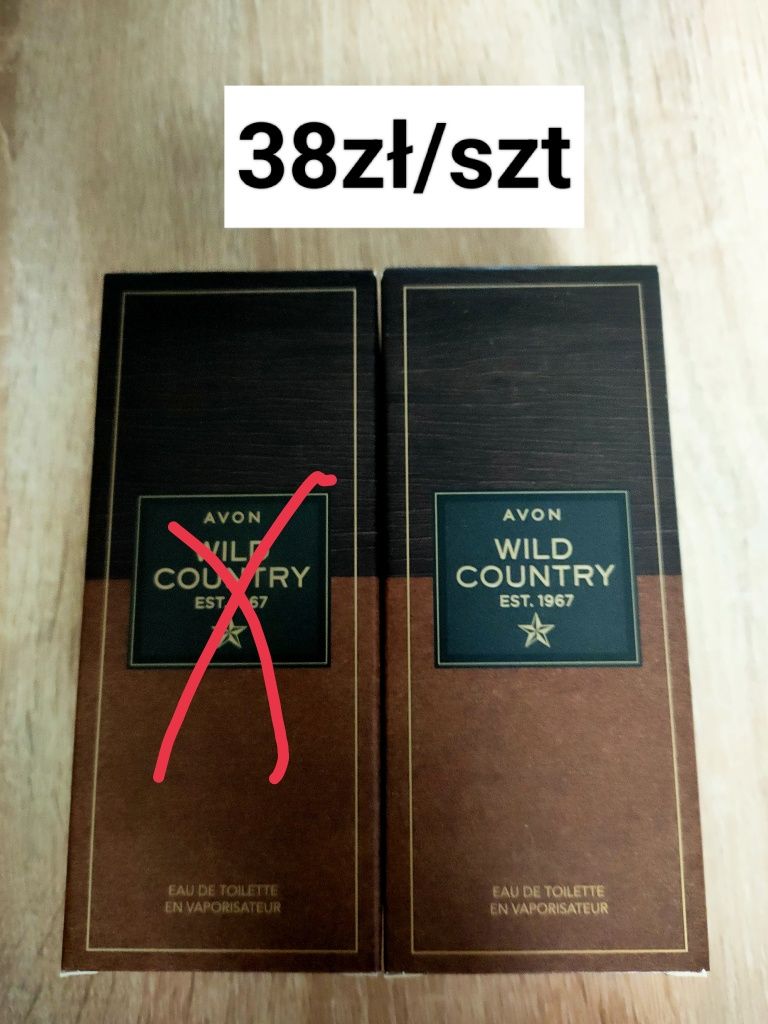 38zł/szt
AVON
WILD
COUNTRY
EST. 1967
EAU DE TOILETTE
EN VAPORISATEUR
AVON
WILD
COUNTRY
EST. 1967
EAU DE TOILETTE
EN VAPORISATEUR